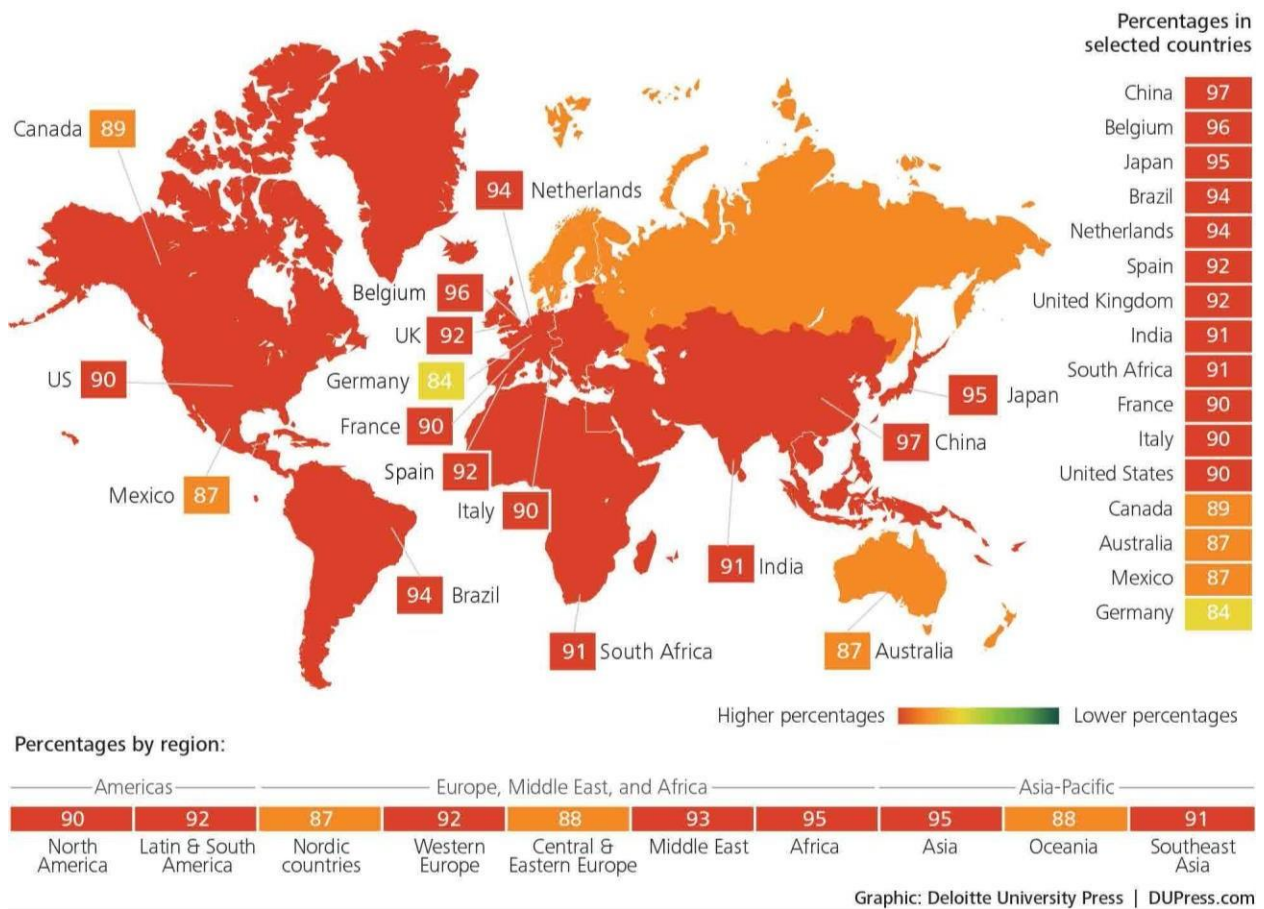 Percentages in
selected countries
China 97
Belgium 96
Japan 95
Brazil 94
Netherlands 94
Spain 92
United Kingdom 92
India 91
South Africa 91
France 90
Italy 90
United States 90
Canada 89
Australia 87
Mexico 87
Germany 84
Canada 89
94 Netherlands
Belgium 96
UK 92
US 90
Germany 84
95 Japan
France 90
97 China
Spain 92
Mexico 87
Italy 90
91 India
94 Brazil
91 South Africa
87 Australia
Higher percentages Lower percentages
Percentages by region:
Americas Europe, Middle East, and Africa Asia-Pacific
90 92 87 92 88 93 95 95 88 91
North Latin & South Nordic Western Central & Middle East Africa Asia Oceania Southeast
America America countries Europe Eastern Europe Asia
Graphic: Deloitte University Press | DUPress.com